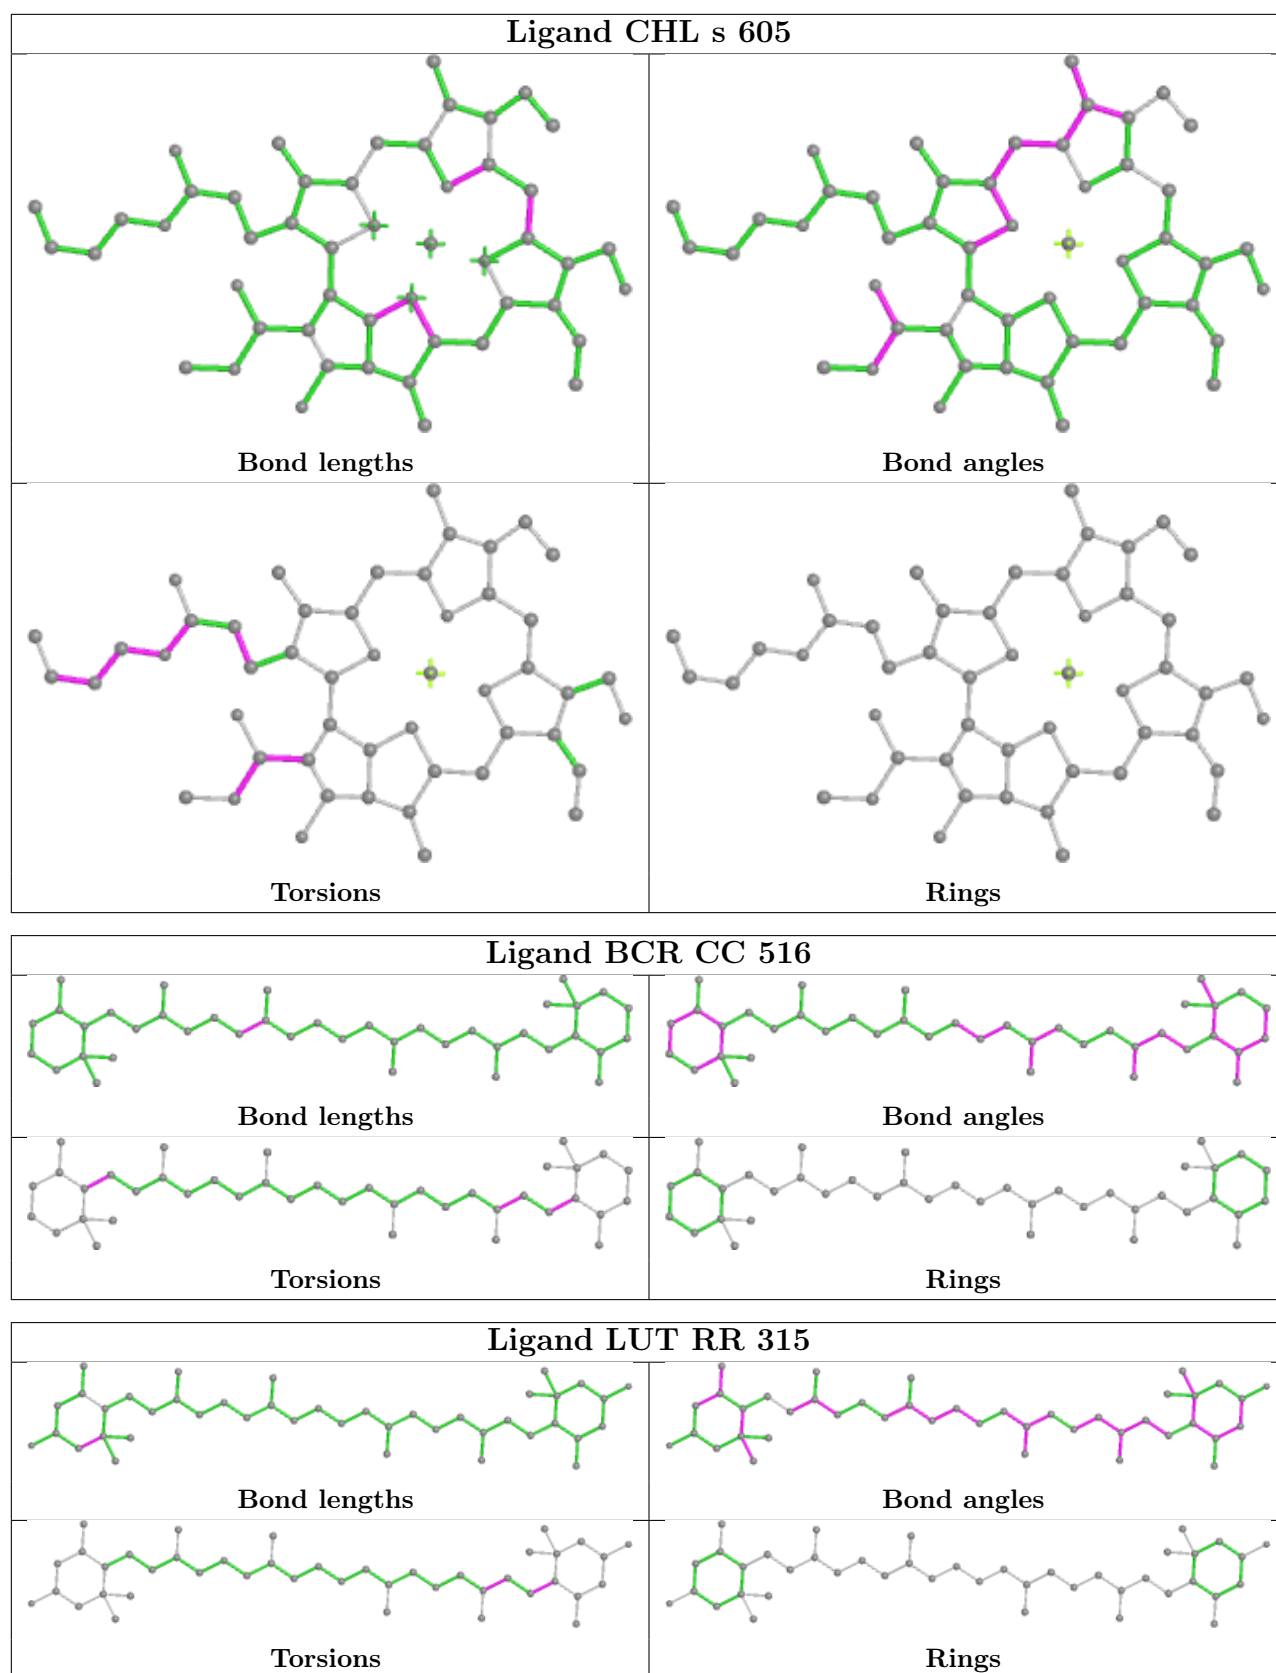 Ligand CHL s 605
Bond lengths
Bond angles
Torsions
Rings
Ligand BCR CC 516
Bond lengths
Bond angles
Torsions
Rings
Ligand LUT RR 315
Bond lengths
Bond angles
Torsions
Rings